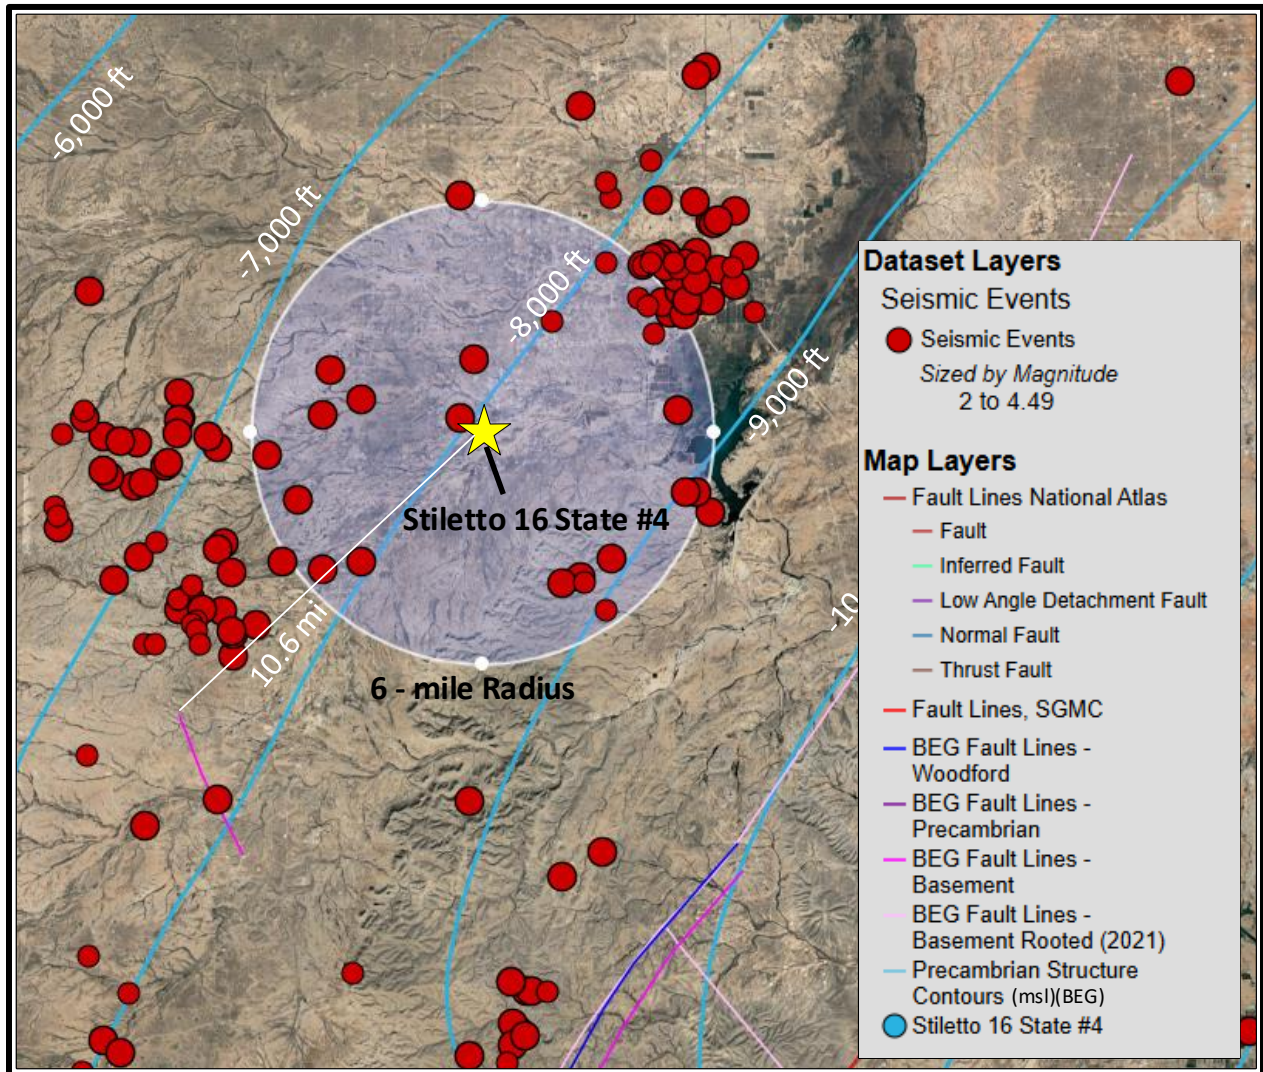 -6,000 ft
-7,000 ft
-8,000 ft
-9,000 ft
-10
Stiletto 16 State #4
10.6 mi
6 - mile Radius
Dataset Layers
Seismic Events
Seismic Events
Sized by Magnitude
2 to 4.49
Map Layers
Fault Lines National Atlas
Fault
Inferred Fault
Low Angle Detachment Fault
Normal Fault
Thrust Fault
Fault Lines, SGMC
BEG Fault Lines -
Woodford
BEG Fault Lines -
Precambrian
BEG Fault Lines -
Basement
BEG Fault Lines -
Basement Rooted (2021)
Precambrian Structure
Contours (msl)(BEG)
Stiletto 16 State #4